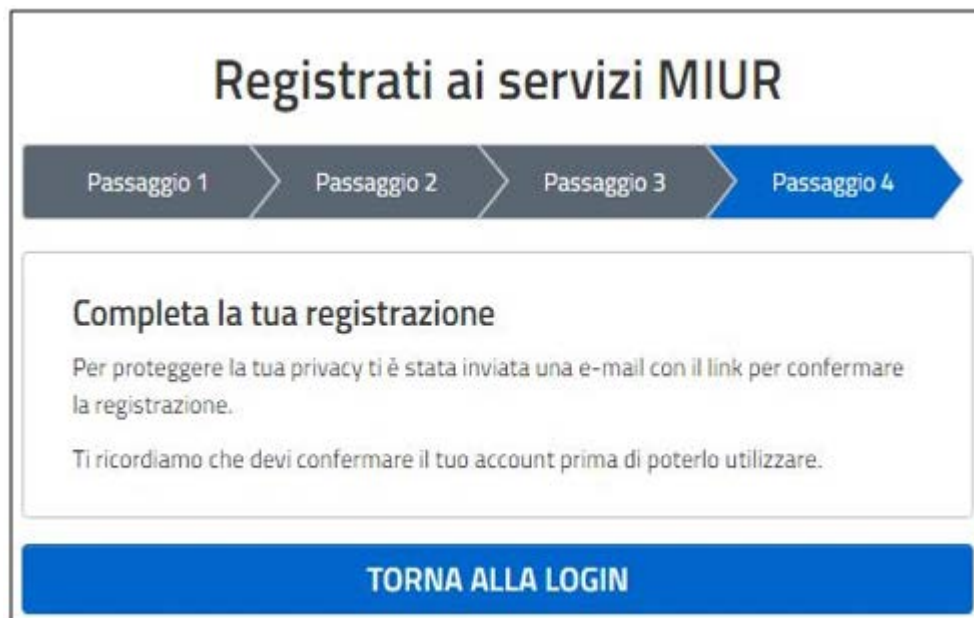 Registrati ai servizi MIUR
Passaggio 1
Passaggio 2
Passaggio 3
Passaggio 4
Completa la tua registrazione
Per proteggere la tua privacy ti è stata inviata una e-mail con il link per confermare
la registrazione.
Ti ricordiamo che devi confermare il tuo account prima di poterlo utilizzare.
TORNA ALLA LOGIN